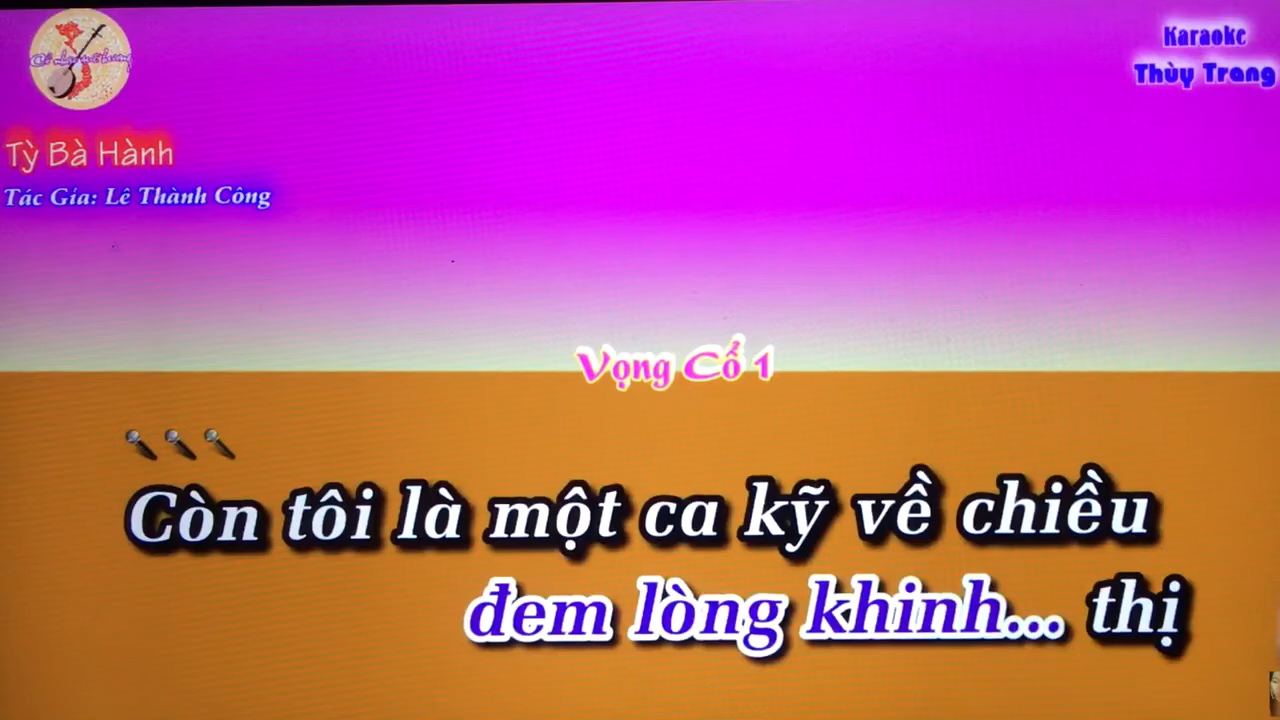 Karaoke
Thùy Trang
Tỳ Bà Hành
Tác Gỉa: Lê Thành Công
Vọng Cổ 1
Còn tôi là một ca kỹ về chiều
đem lòng khinh... thị